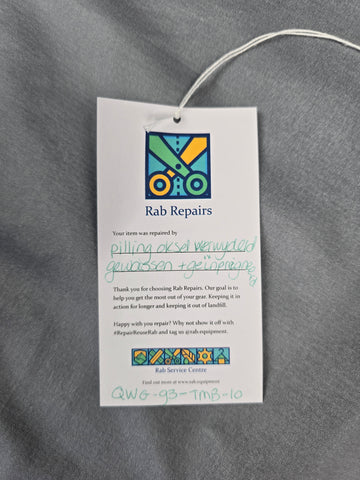 Rab Repairs
Your item was repaired by
pilling oksel verwyderd
gewassen + geïmpregneerd
Thank you for choosing Rab Repairs. Our goal is to
help you get the most out of your gear. Keeping it in
action for longer and keeping it out of landfill.
Happy with you repair? Why not show it off with
#RepairReuseRab and tag us @rab.equipment.
Rab Service Centre
Find out more at www.rab.equipment
QWG-93-TMB-10